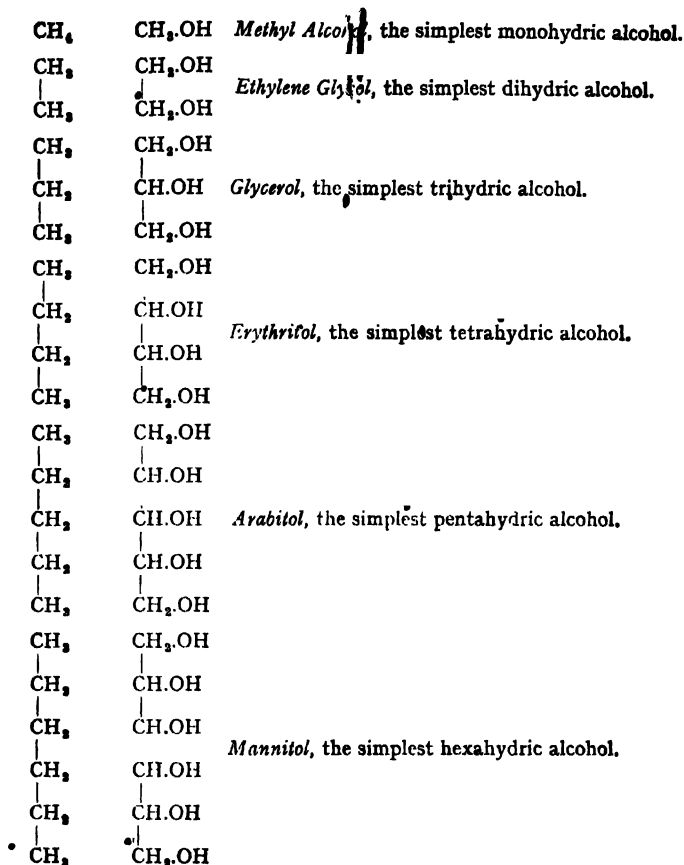 CH₄ CH₃.OH Methyl Alcohol, the simplest monohydric alcohol.
CH₃ CH₂.OH
Ethylene Glycol, the simplest dihydric alcohol.
CH₃ CH₂.OH
CH₃ CH₂.OH
CH₂ CH.OH Glycerol, the simplest trihydric alcohol.
CH₃ CH₂.OH
CH₃ CH₂.OH
CH₂ CH.OH
Erythritol, the simplest tetrahydric alcohol.
CH₂ CH.OH
CH₃ CH₂.OH
CH₃ CH₂.OH
CH₂ CH.OH
CH₂ CH.OH Arabitol, the simplest pentahydric alcohol.
CH₂ CH.OH
CH₃ CH₂.OH
CH₃ CH₂.OH
CH₂ CH.OH
CH₂ CH.OH
Mannitol, the simplest hexahydric alcohol.
CH₂ CH.OH
CH₂ CH.OH
CH₃ CH₂.OH